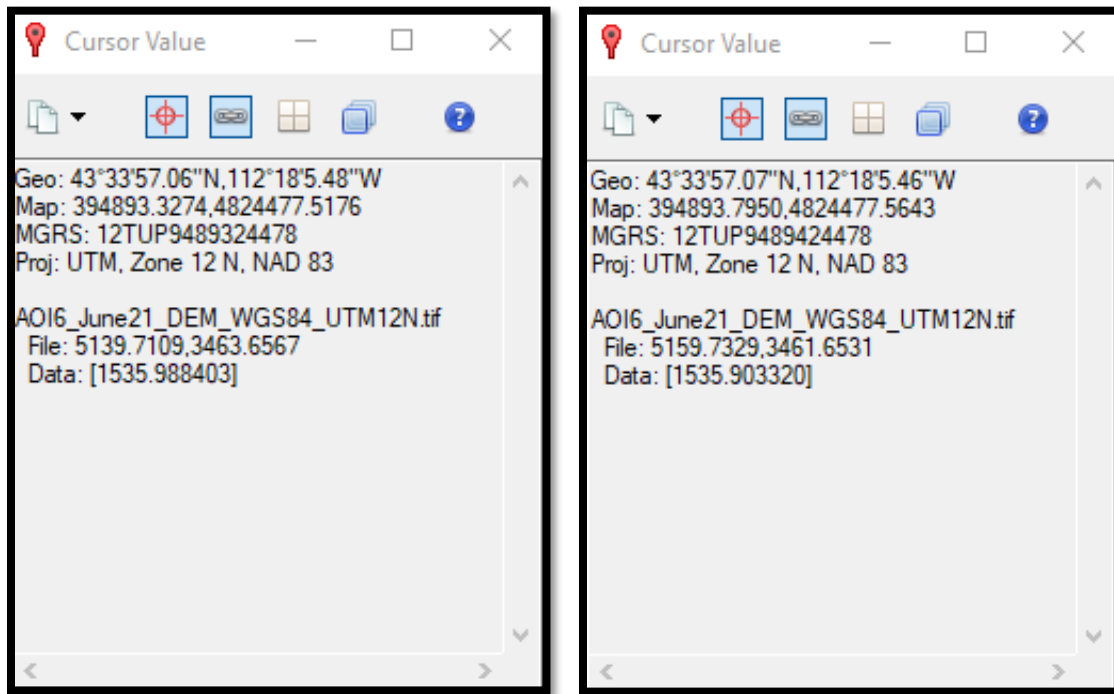 Cursor Value
Geo: 43°33'57.06"N,112°18'5.48"W
Map: 394893.3274,4824477.5176
MGRS: 12TUP9489324478
Proj: UTM, Zone 12 N, NAD 83
AOI6_June21_DEM_WGS84_UTM12N.tif
File: 5139.7109,3463.6567
Data: [1535.988403]
Cursor Value
Geo: 43°33'57.07"N,112°18'5.46"W
Map: 394893.7950,4824477.5643
MGRS: 12TUP9489424478
Proj: UTM, Zone 12 N, NAD 83
AOI6_June21_DEM_WGS84_UTM12N.tif
File: 5159.7329,3461.6531
Data: [1535.903320]